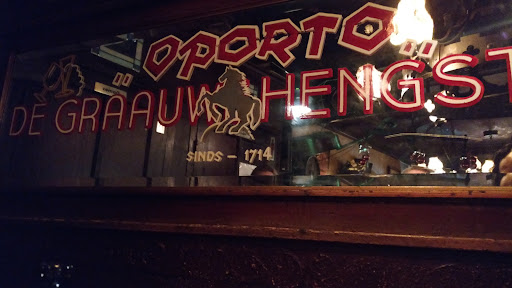 OPORTO
DE GRAAUW HENGST
SINDS - 1714